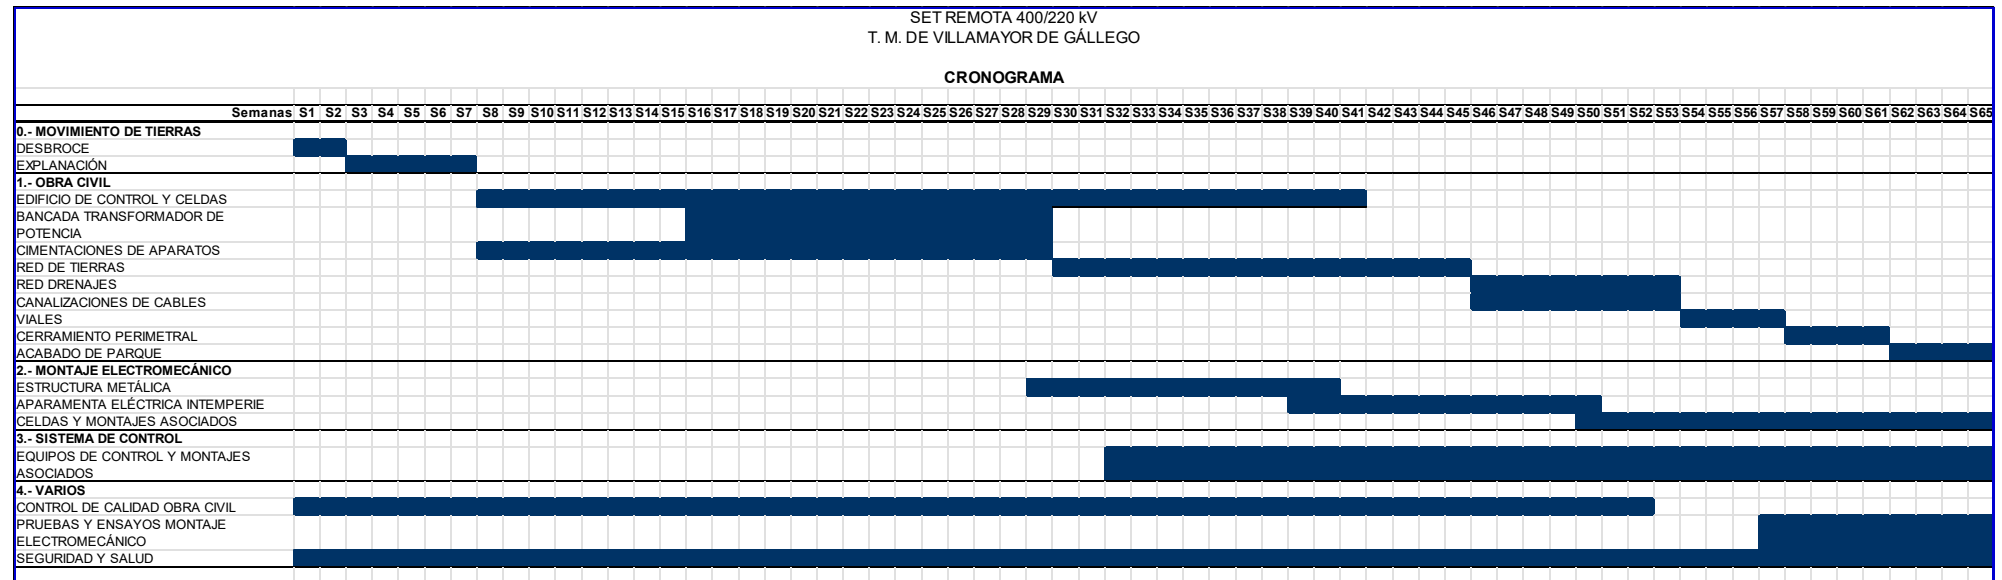 SET REMOTA 400/220 kV
T. M. DE VILLAMAYOR DE GÁLLEGO
CRONOGRAMA
Semanas S1 S2 S3 S4 S5 S6 S7 S8 S9 S10 S11 S12 S13 S14 S15 S16 S17 S18 S19 S20 S21 S22 S23 S24 S25 S26 S27 S28 S29 S30 S31 S32 S33 S34 S35 S36 S37 S38 S39 S40 S41 S42 S43 S44 S45 S46 S47 S48 S49 S50 S51 S52 S53 S54 S55 S56 S57 S58 S59 S60 S61 S62 S63 S64 S65
0.- MOVIMIENTO DE TIERRAS
DESBROCE
EXPLANACIÓN
1.- OBRA CIVIL
EDIFICIO DE CONTROL Y CELDAS
BANCADA TRANSFORMADOR DE
POTENCIA
CIMENTACIONES DE APARATOS
RED DE TIERRAS
RED DRENAJES
CANALIZACIONES DE CABLES
VIALES
CERRAMIENTO PERIMETRAL
ACABADO DE PARQUE
2.- MONTAJE ELECTROMECÁNICO
ESTRUCTURA METÁLICA
APARAMENTA ELÉCTRICA INTEMPERIE
CELDAS Y MONTAJES ASOCIADOS
3.- SISTEMA DE CONTROL
EQUIPOS DE CONTROL Y MONTAJES
ASOCIADOS
4.- VARIOS
CONTROL DE CALIDAD OBRA CIVIL
PRUEBAS Y ENSAYOS MONTAJE
ELECTROMECÁNICO
SEGURIDAD Y SALUD